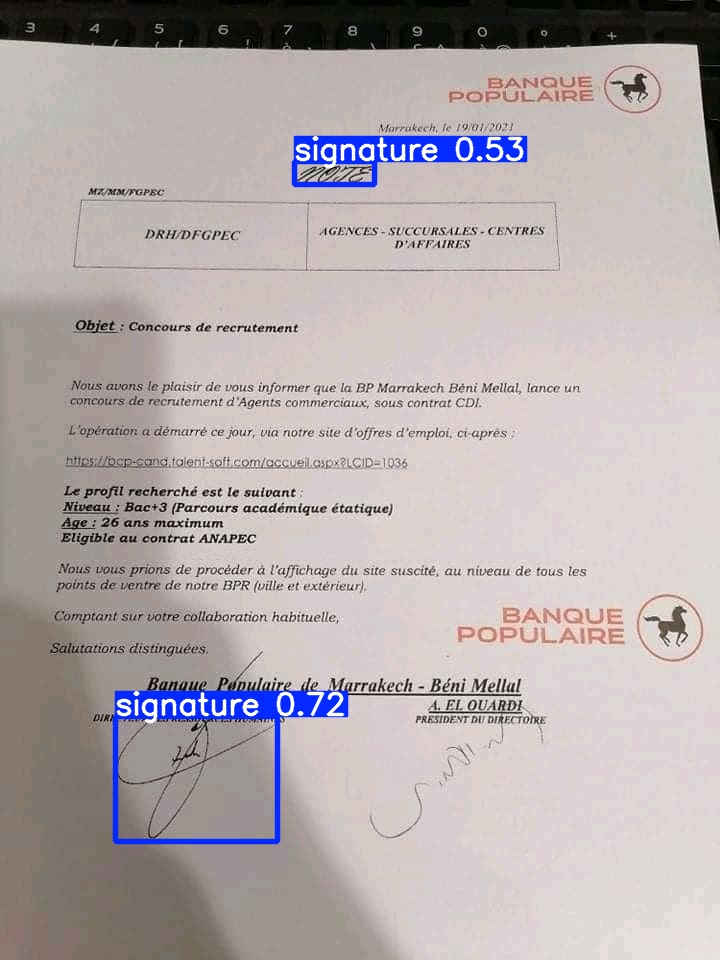 3 4 5 6 7 8 9 0 ° +
BANQUE
POPULAIRE
Marrakech, le 19/01/2021
signature 0.53
NOTE
MZ/MM/FGPEC
DRH/DFGPEC
AGENCES - SUCCURSALES - CENTRES
D'AFFAIRES
Objet : Concours de recrutement
Nous avons le plaisir de vous informer que la BP Marrakech Béni Mellal, lance un
concours de recrutement d'Agents commerciaux, sous contrat CDI.
L'opération a démarré ce jour, via notre site d'offres d'emploi, ci-après :
https://bcp-cand.talent-soft.com/accueil.aspx?LCID=1036
Le profil recherché est le suivant :
Niveau : Bac+3 (Parcours académique étatique)
Age : 26 ans maximum
Eligible au contrat ANAPEC
Nous vous prions de procéder à l'affichage du site suscité, au niveau de tous les
points de vente de notre BPR (ville et extérieur).
Comptant sur votre collaboration habituelle,
BANQUE
POPULAIRE
Salutations distinguées.
Banque Populaire de Marrakech - Béni Mellal
signature 0.72
A. EL OUARDI
PRESIDENT DU DIRECTOIRE